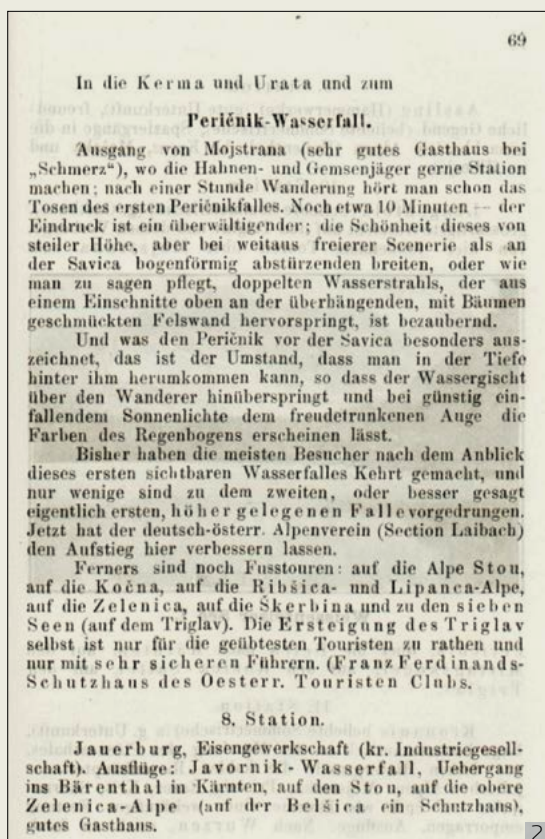 69
In die Kerma und Urata und zum
Peričnik-Wasserfall.
Ausgang von Mojstrana (sehr gutes Gasthaus bei
„Schmerz"), wo die Hahnen- und Gemsenjäger gerne Station
machen; nach einer Stunde Wanderung hört man schon das
Tosen des ersten Peričnikfalles. Noch etwa 10 Minuten — der
Eindruck ist ein überwältigender; die Schönheit dieses von
steiler Höhe, aber bei weitaus freierer Scenerie als an
der Savica bogenförmig abstürzenden breiten, oder wie
man zu sagen pflegt, doppelten Wasserstrahls, der aus
einem Einschnitte oben an der überhängenden, mit Bäumen
geschmückten Felswand hervorspringt, ist bezaubernd.
Und was den Peričnik vor der Savica besonders aus-
zeichnet, das ist der Umstand, dass man in der Tiefe
hinter ihm herumkommen kann, so dass der Wassergischt
über den Wanderer hinüberspringt und bei günstig ein-
fallendem Sonnenlichte dem freudetrunkenen Auge die
Farben des Regenbogens erscheinen lässt.
Bisher haben die meisten Besucher nach dem Anblick
dieses ersten sichtbaren Wasserfalles Kehrt gemacht, und
nur wenige sind zu dem zweiten, oder besser gesagt
eigentlich ersten, höher gelegenen Falle vorgedrungen.
Jetzt hat der deutsch-österr. Alpenverein (Section Laibach)
den Aufstieg hier verbessern lassen.
Ferners sind noch Fusstouren: auf die Alpe Stou,
auf die Kočna, auf die Ribšica- und Lipanca-Alpe,
auf die Zelenica, auf die Škerbina und zu den sieben
Seen (auf dem Triglav). Die Ersteigung des Triglav
selbst ist nur für die geübtesten Touristen zu rathen und
nur mit sehr sicheren Führern. (Franz Ferdinands-
Schutzhaus des Oesterr. Touristen Clubs.
8. Station.
Jauerburg, Eisengewerkschaft (kr. Industriegesell-
schaft). Ausflüge: Javornik-Wasserfall, Uebergang
ins Bärenthal in Kärnten, auf den Stou, auf die obere
Zelenica-Alpe (auf der Belšica ein Schutzhaus),
gutes Gasthaus.
2